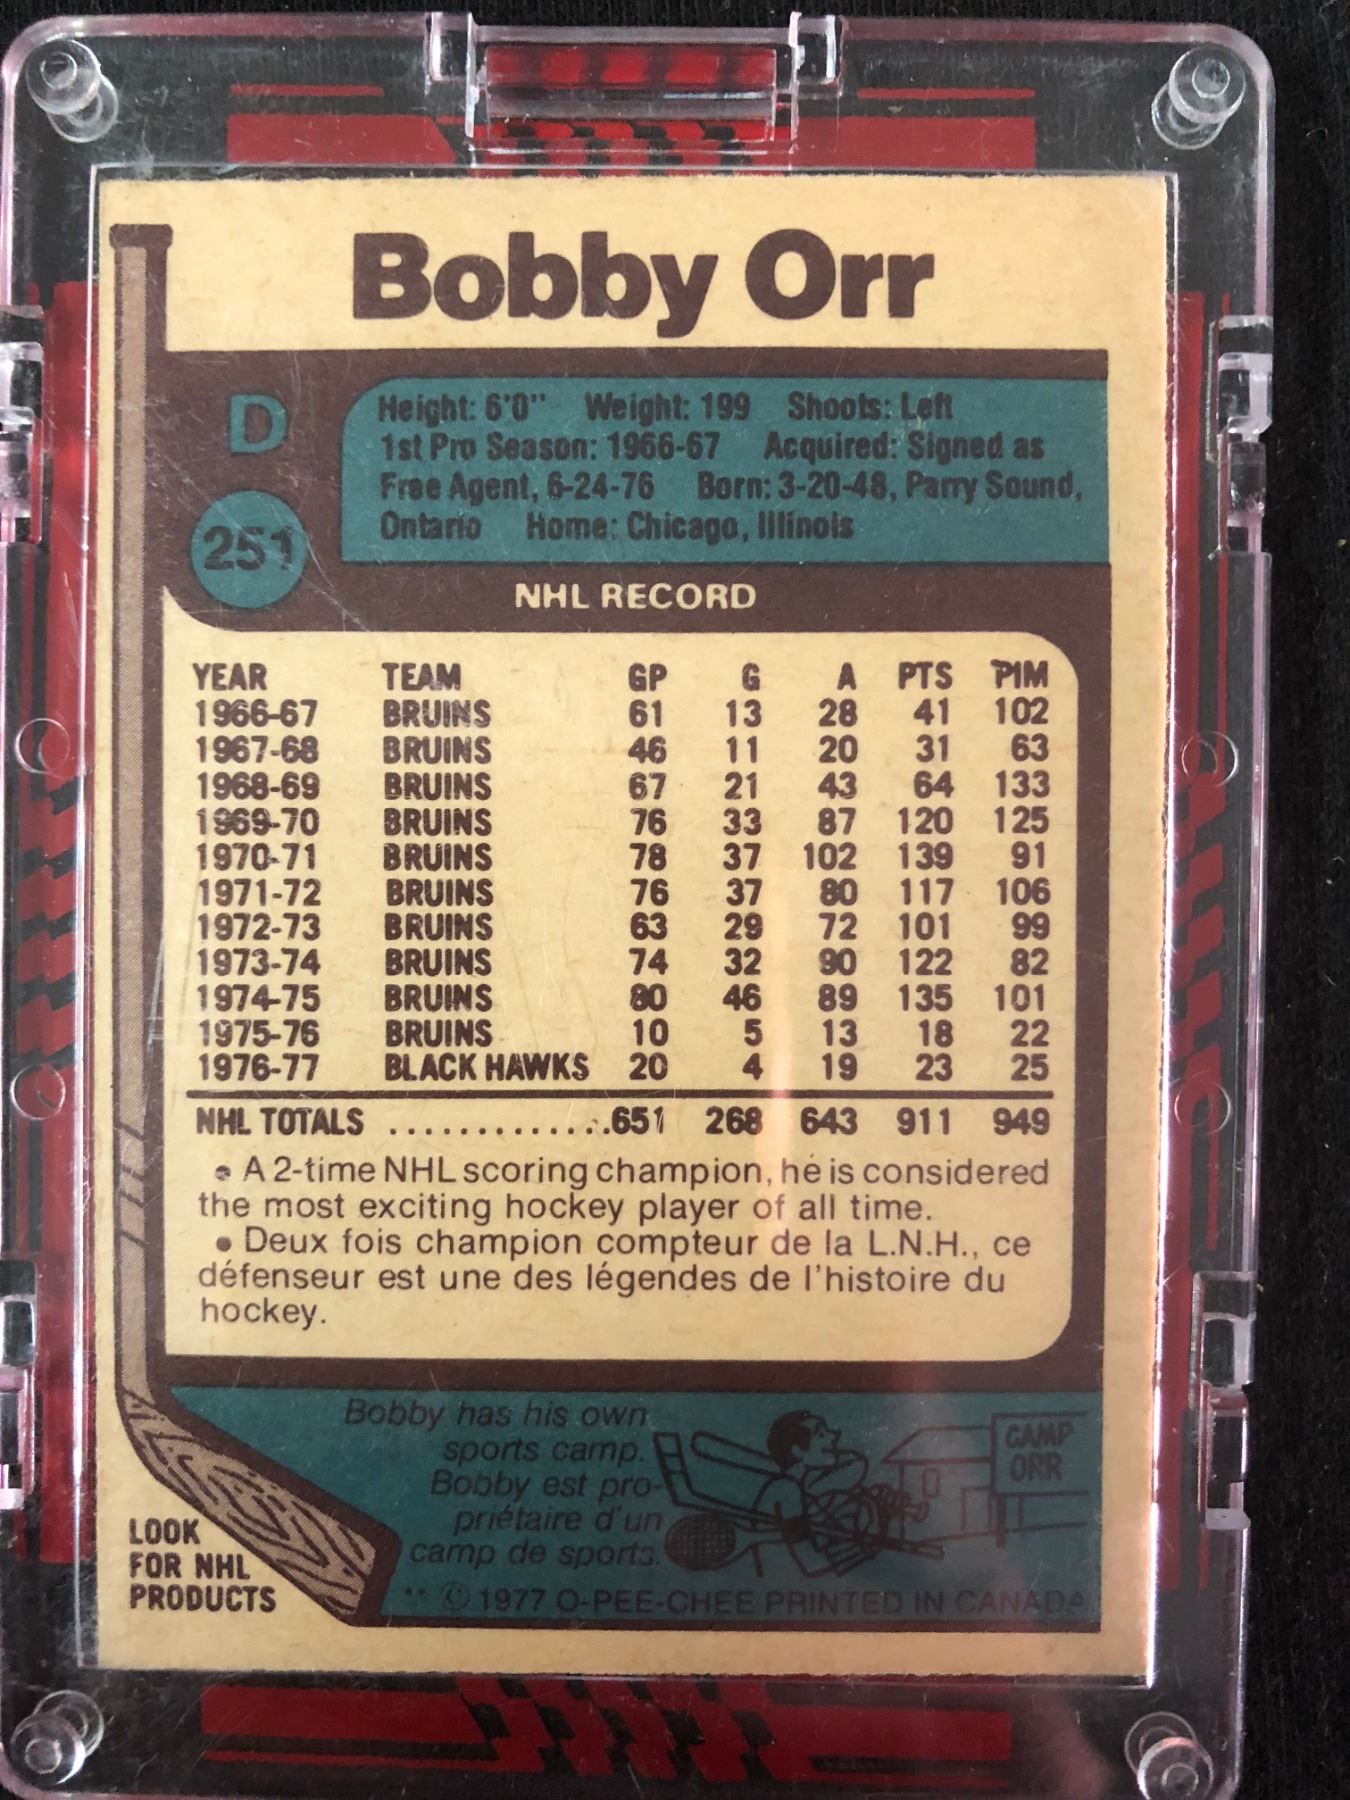 Bobby Orr
D
251
Height: 6'0" Weight: 199 Shoots: Left
1st Pro Season: 1966-67 Acquired: Signed as
Free Agent, 6-24-76 Born: 3-20-48, Parry Sound,
Ontario Home: Chicago, Illinois
NHL RECORD
YEAR TEAM GP G A PTS PIM
1966-67 BRUINS 61 13 28 41 102
1967-68 BRUINS 46 11 20 31 63
1968-69 BRUINS 67 21 43 64 133
1969-70 BRUINS 76 33 87 120 125
1970-71 BRUINS 78 37 102 139 91
1971-72 BRUINS 76 37 80 117 106
1972-73 BRUINS 63 29 72 101 99
1973-74 BRUINS 74 32 90 122 82
1974-75 BRUINS 80 46 89 135 101
1975-76 BRUINS 10 5 13 18 22
1976-77 BLACK HAWKS 20 4 19 23 25
NHL TOTALS ..............651 268 643 911 949
• A 2-time NHL scoring champion, he is considered
the most exciting hockey player of all time.
• Deux fois champion compteur de la L.N.H., ce
défenseur est une des légendes de l'histoire du
hockey.
Bobby has his own
sports camp.
Bobby est pro-
priétaire d'un
camp de sports.
CAMP
ORR
LOOK
FOR NHL
PRODUCTS
** © 1977 O-PEE-CHEE PRINTED IN CANADA